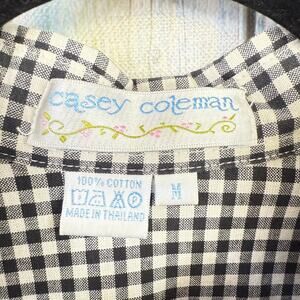 casey coleman
100% COTTON
P
MADE IN THAILAND
M